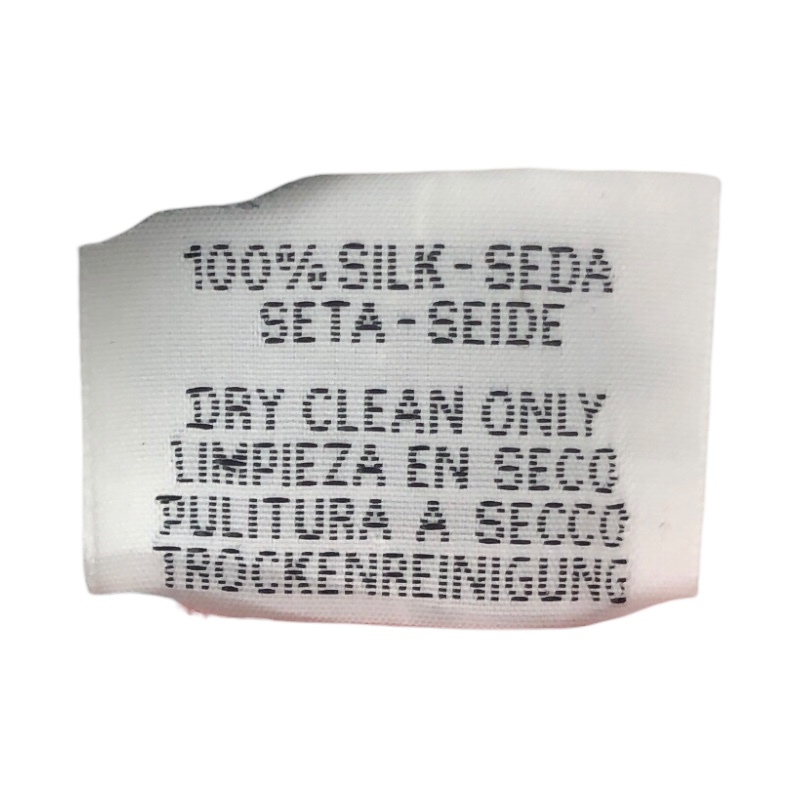 100% SILK - SEDA
SETA - SEIDE
DRY CLEAN ONLY
LIMPIEZA EN SECO
PULITURA A SECCO
TROCKENREINIGUNG